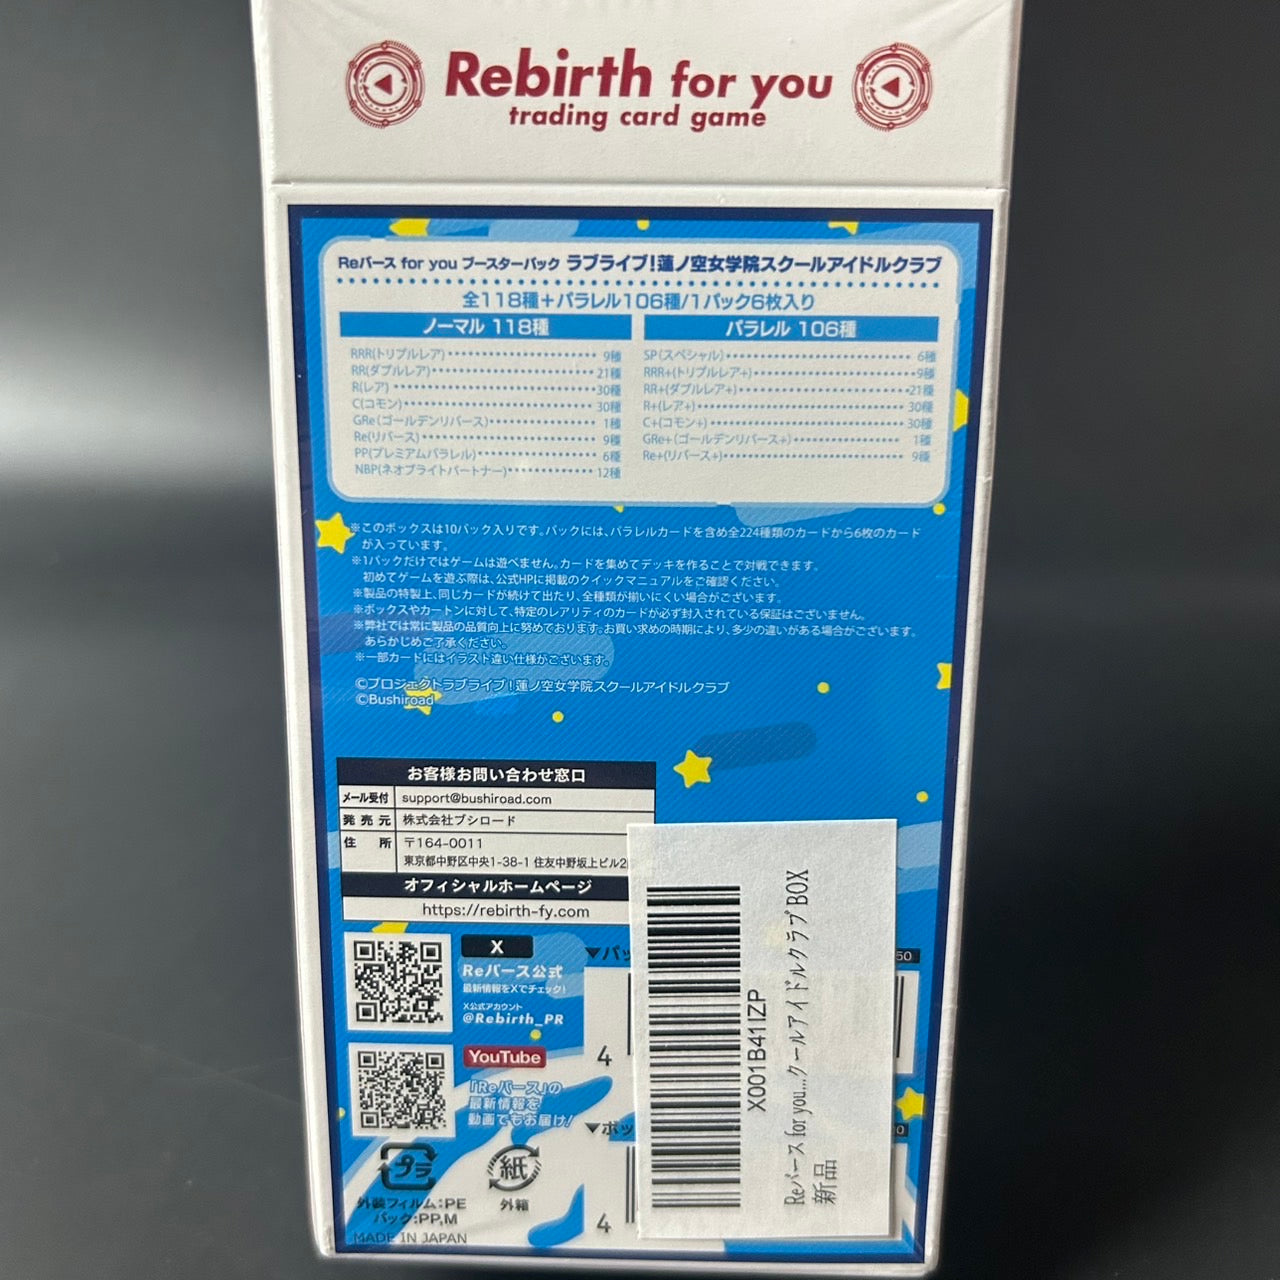 Rebirth for you
trading card game
Reバース for you ブースターパック ラブライブ!蓮ノ空女学院スクールアイドルクラブ
全118種+パラレル106種/1パック6枚入り
ノーマル 118種
RRR(トリプルレア) 9種
RR(ダブルレア) 21種
R(レア) 30種
C(コモン) 30種
GRe(ゴールデンリバース) 1種
Re(リバース) 9種
PP(プレミアムパラレル) 6種
NBP(ネオブライトパートナー) 12種
パラレル 106種
SP(スペシャル) 6種
RRR+(トリプルレア+) 9種
RR+(ダブルレア+) 21種
R+(レア+) 30種
C+(コモン+) 30種
GRe+(ゴールデンリバース+) 1種
Re+(リバース+) 9種
※このボックスは10パック入りです。パックには、パラレルカードを含め全224種類のカードから6枚のカード
が入っています。
※1パックだけではゲームは遊べません。カードを集めてデッキを作ることで対戦できます。
初めてゲームを遊ぶ際は、公式HPに掲載のクイックマニュアルをご確認ください。
※製品の特製上、同じカードが続けて出たり、全種類が揃いにくい場合がございます。
※ボックスやカートンに対して、特定のレアリティのカードが必ず封入されている保証はございません。
※弊社では常に製品の品質向上に努めております。お買い求めの時期により、多少の違いがある場合がございます。
あらかじめご了承ください。
※一部カードにはイラスト違い仕様がございます。
©プロジェクトラブライブ!蓮ノ空女学院スクールアイドルクラブ
©Bushiroad
お客様お問い合わせ窓口
メール受付 support@bushiroad.com
発売元 株式会社ブシロード
住所 〒164-0011
東京都中野区中央1-38-1 住友中野坂上ビル2
オフィシャルホームページ
https://rebirth-fy.com
X
Reバース公式
最新情報をXでチェック!
X公式アカウント
@Rebirth_PR
YouTube
「Reバース」の
最新情報を
動画でもお届け!
▼パッ
50
4
▼ボッ
0
4
プラ
外装フィルム:PE
パック:PP,M
紙
外箱
MADE IN JAPAN
X001B41IZP
Reバース for you...クールアイドルクラブ BOX
新品